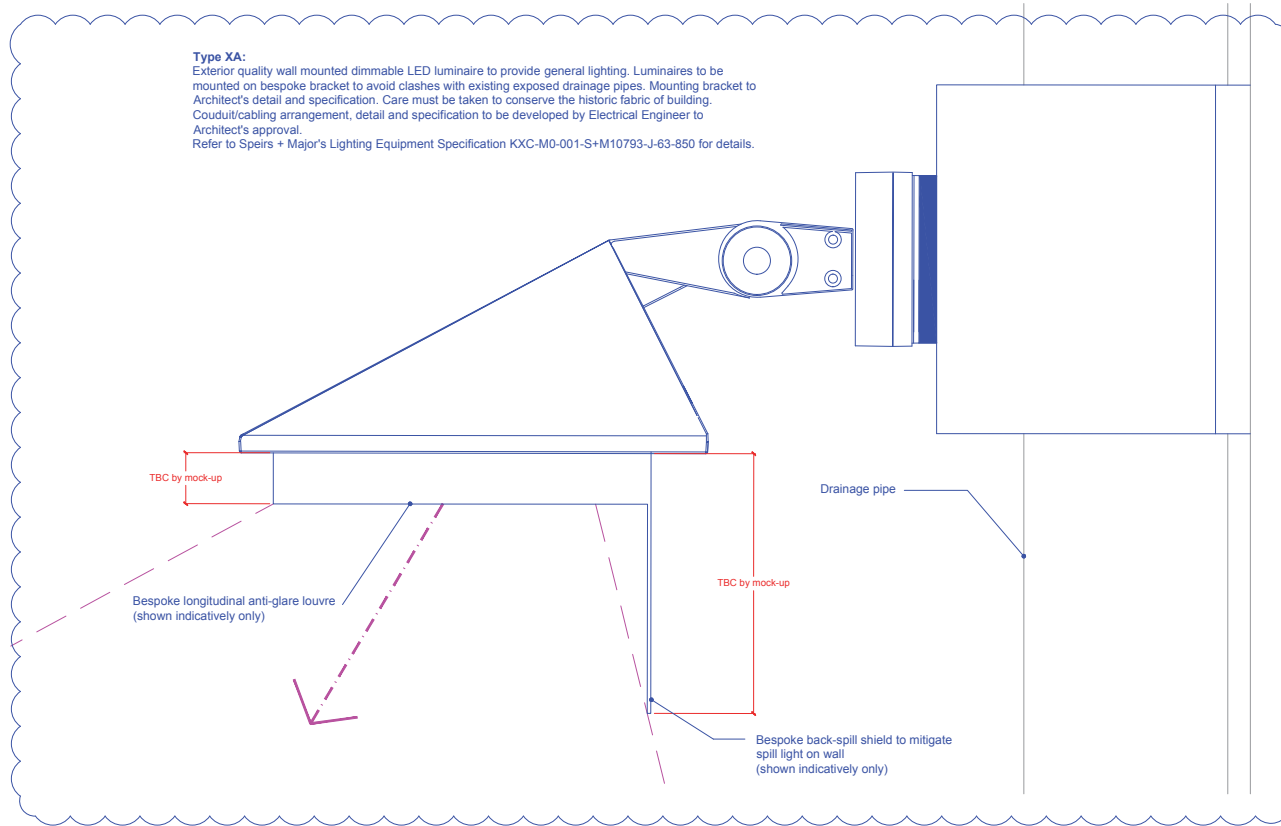 Type XA:
Exterior quality wall mounted dimmable LED luminaire to provide general lighting. Luminaires to be
mounted on bespoke bracket to avoid clashes with existing exposed drainage pipes. Mounting bracket to
Architect's detail and specification. Care must be taken to conserve the historic fabric of building.
Couduit/cabling arrangement, detail and specification to be developed by Electrical Engineer to
Architect's approval.
Refer to Speirs + Major's Lighting Equipment Specification KXC-M0-001-S+M10793-J-63-850 for details.
TBC by mock-up
Drainage pipe
TBC by mock-up
Bespoke longitudinal anti-glare louvre
(shown indicatively only)
Bespoke back-spill shield to mitigate
spill light on wall
(shown indicatively only)